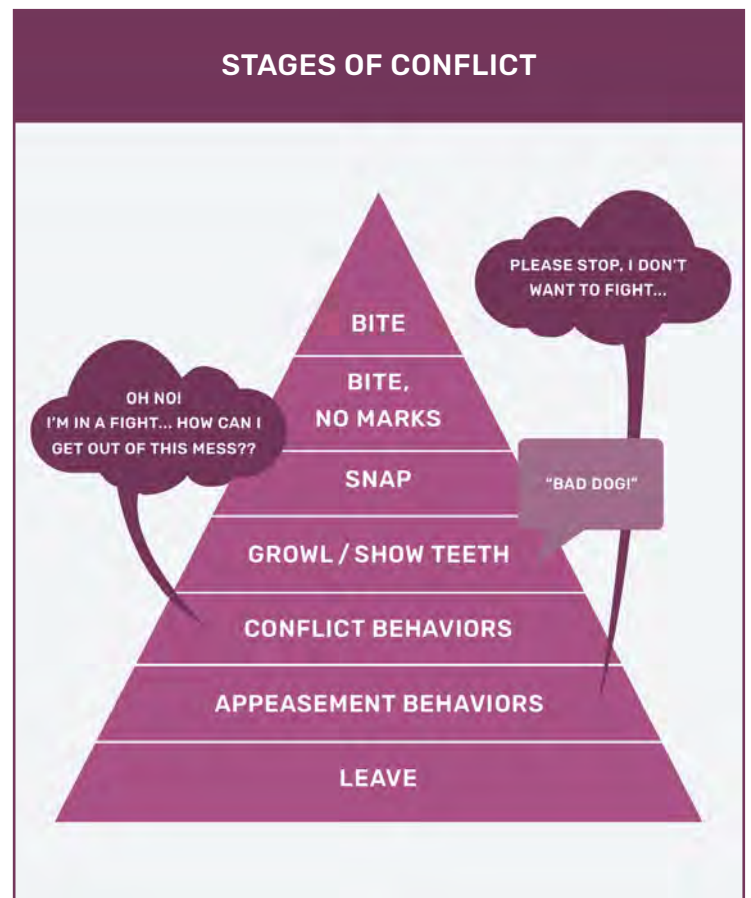 STAGES OF CONFLICT
PLEASE STOP, I DON'T
WANT TO FIGHT...
BITE
BITE,
NO MARKS
OH NO!
I'M IN A FIGHT... HOW CAN I
GET OUT OF THIS MESS??
SNAP
"BAD DOG!"
GROWL / SHOW TEETH
CONFLICT BEHAVIORS
APPEASEMENT BEHAVIORS
LEAVE